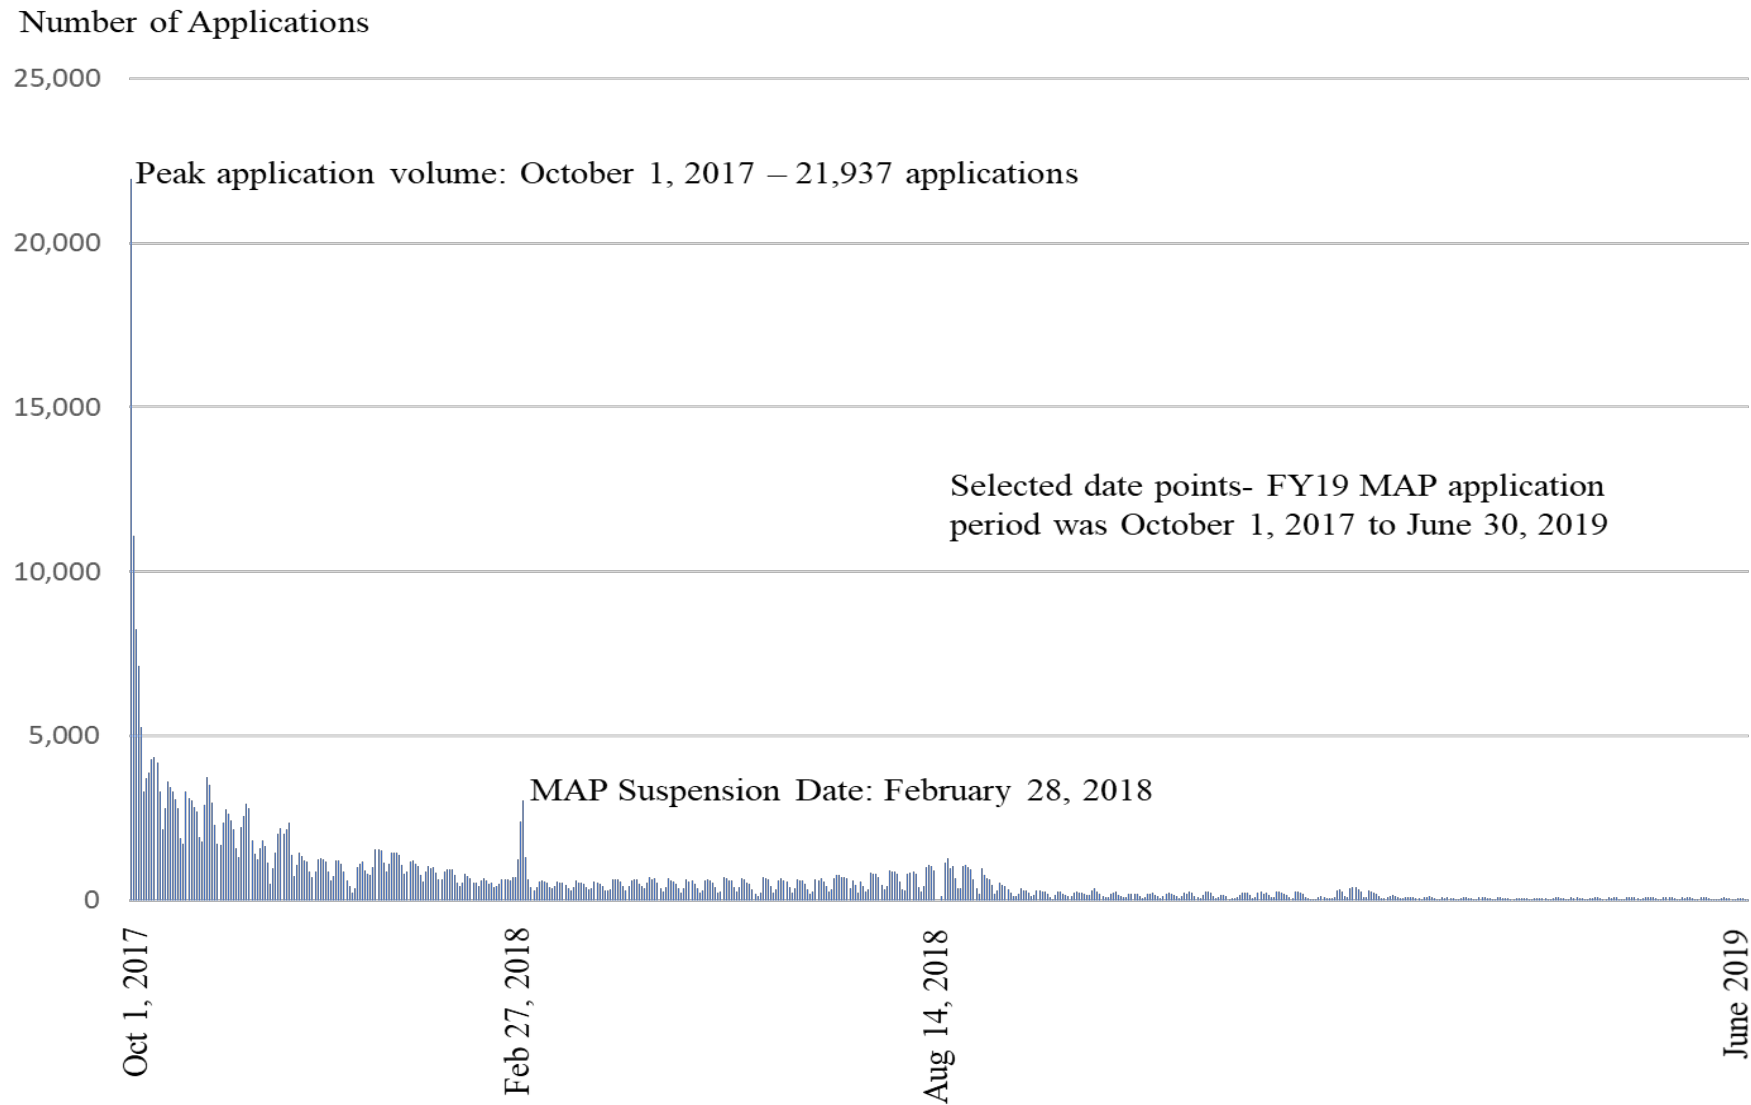 Number of Applications
25,000
Peak application volume: October 1, 2017 – 21,937 applications
20,000
15,000
Selected date points- FY19 MAP application
period was October 1, 2017 to June 30, 2019
10,000
5,000
MAP Suspension Date: February 28, 2018
0
Oct 1, 2017
Feb 27, 2018
Aug 14, 2018
June 2019